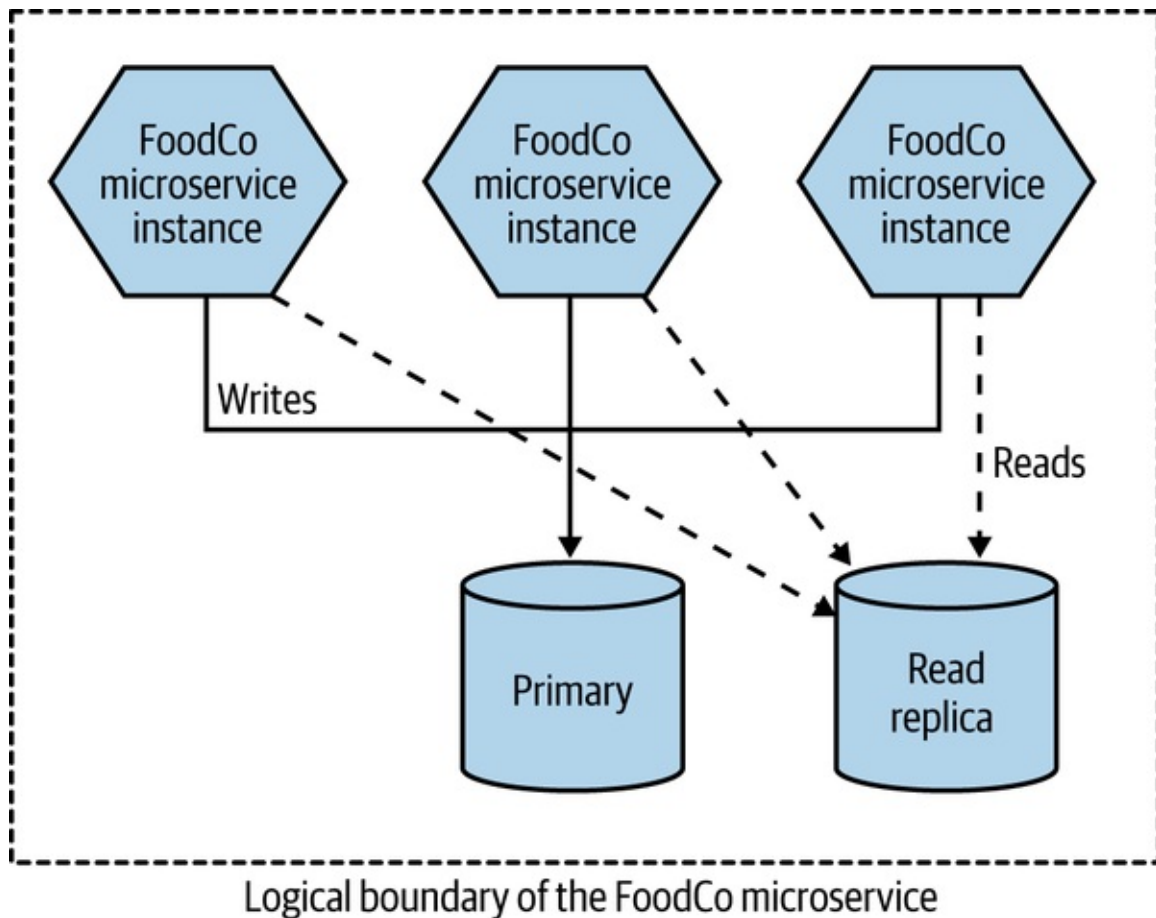 FoodCo
microservice
instance
FoodCo
microservice
instance
FoodCo
microservice
instance
Writes
Reads
Primary
Read
replica
Logical boundary of the FoodCo microservice